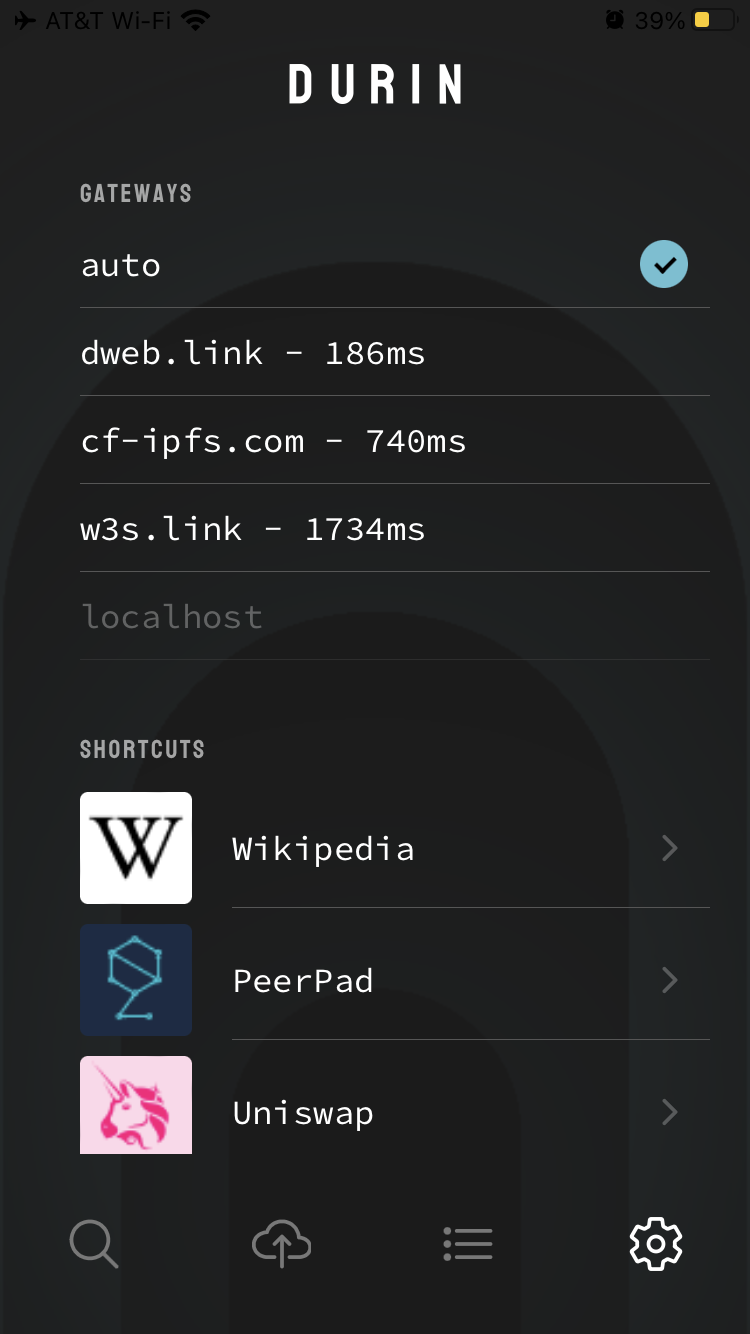 AT&T Wi-Fi 39%
DURIN
GATEWAYS
auto
dweb.link - 186ms
cf-ipfs.com - 740ms
w3s.link - 1734ms
localhost
SHORTCUTS
W Wikipedia
PeerPad
Uniswap